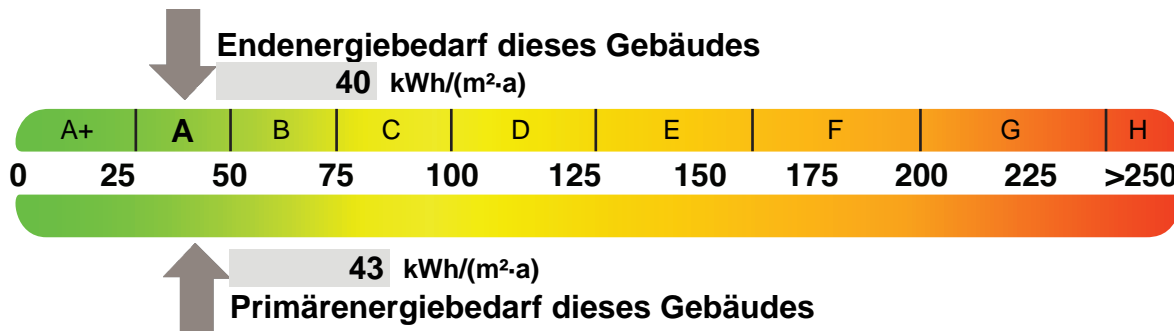 Endenergiebedarf dieses Gebäudes
40 kWh/(m²·a)
A+ A B C D E F G H
0 25 50 75 100 125 150 175 200 225 >250
43 kWh/(m²·a)
Primärenergiebedarf dieses Gebäudes